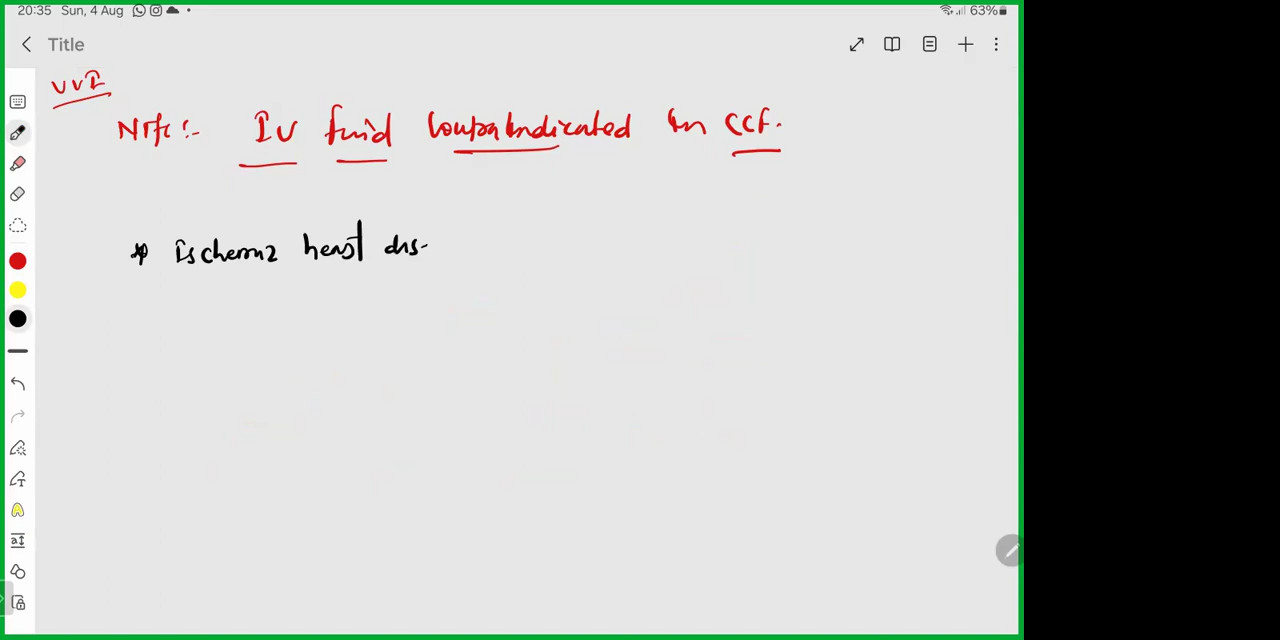 20:35 Sun, 4 Aug
63%
Title
VVI
Note :- IV fluid contraindicated in CCF.
* Ischemic heart dis-